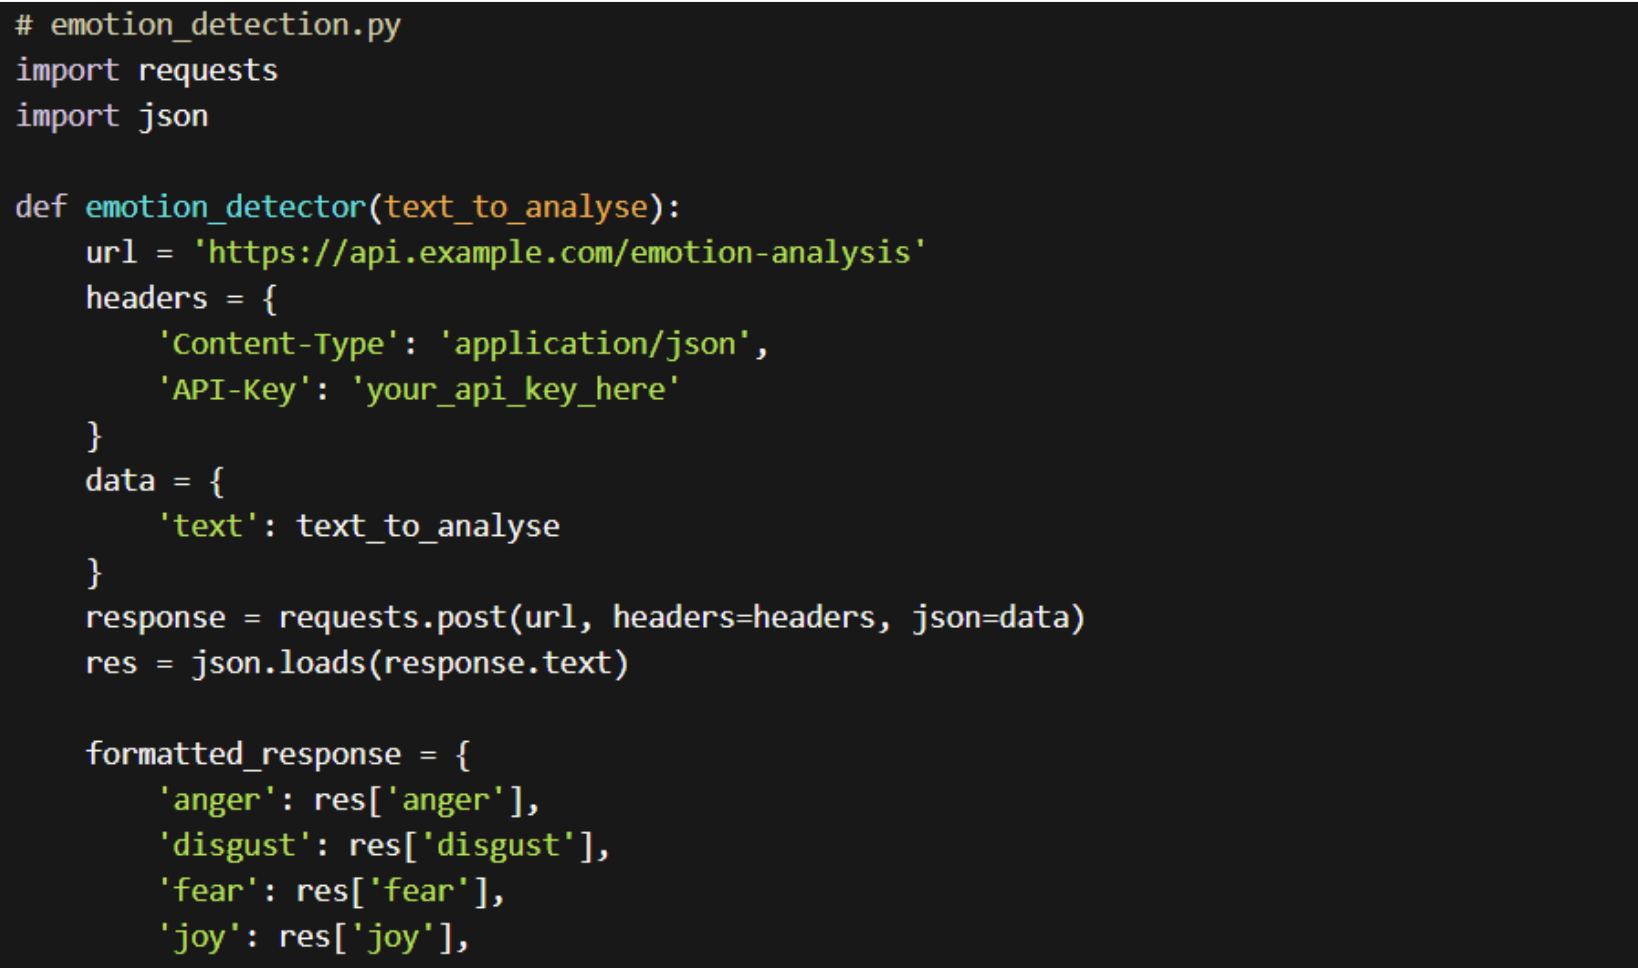 # emotion_detection.py
import requests
import json

def emotion_detector(text_to_analyse):
    url = 'https://api.example.com/emotion-analysis'
    headers = {
        'Content-Type': 'application/json',
        'API-Key': 'your_api_key_here'
    }
    data = {
        'text': text_to_analyse
    }
    response = requests.post(url, headers=headers, json=data)
    res = json.loads(response.text)

    formatted_response = {
        'anger': res['anger'],
        'disgust': res['disgust'],
        'fear': res['fear'],
        'joy': res['joy'],